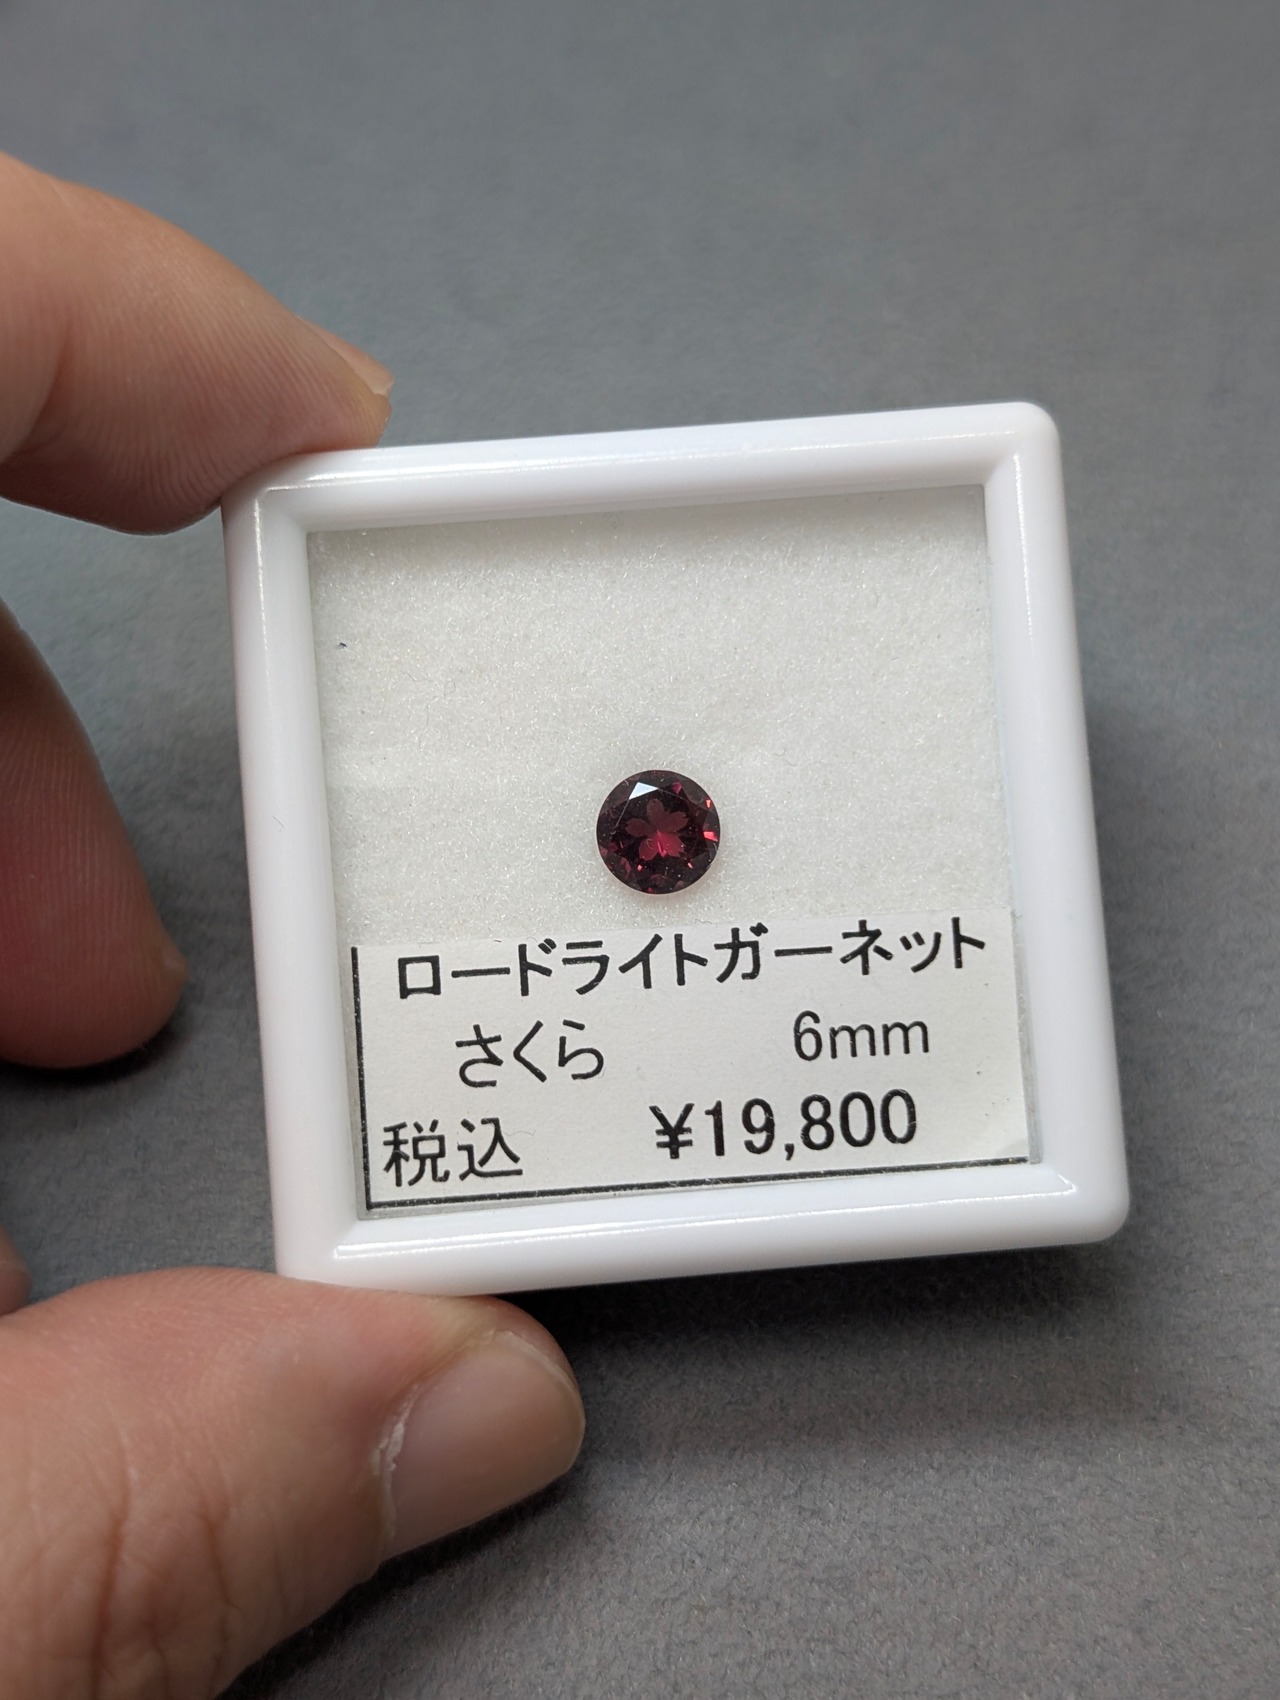 ロードライトガーネット
さくら 6mm
税込 ¥19,800